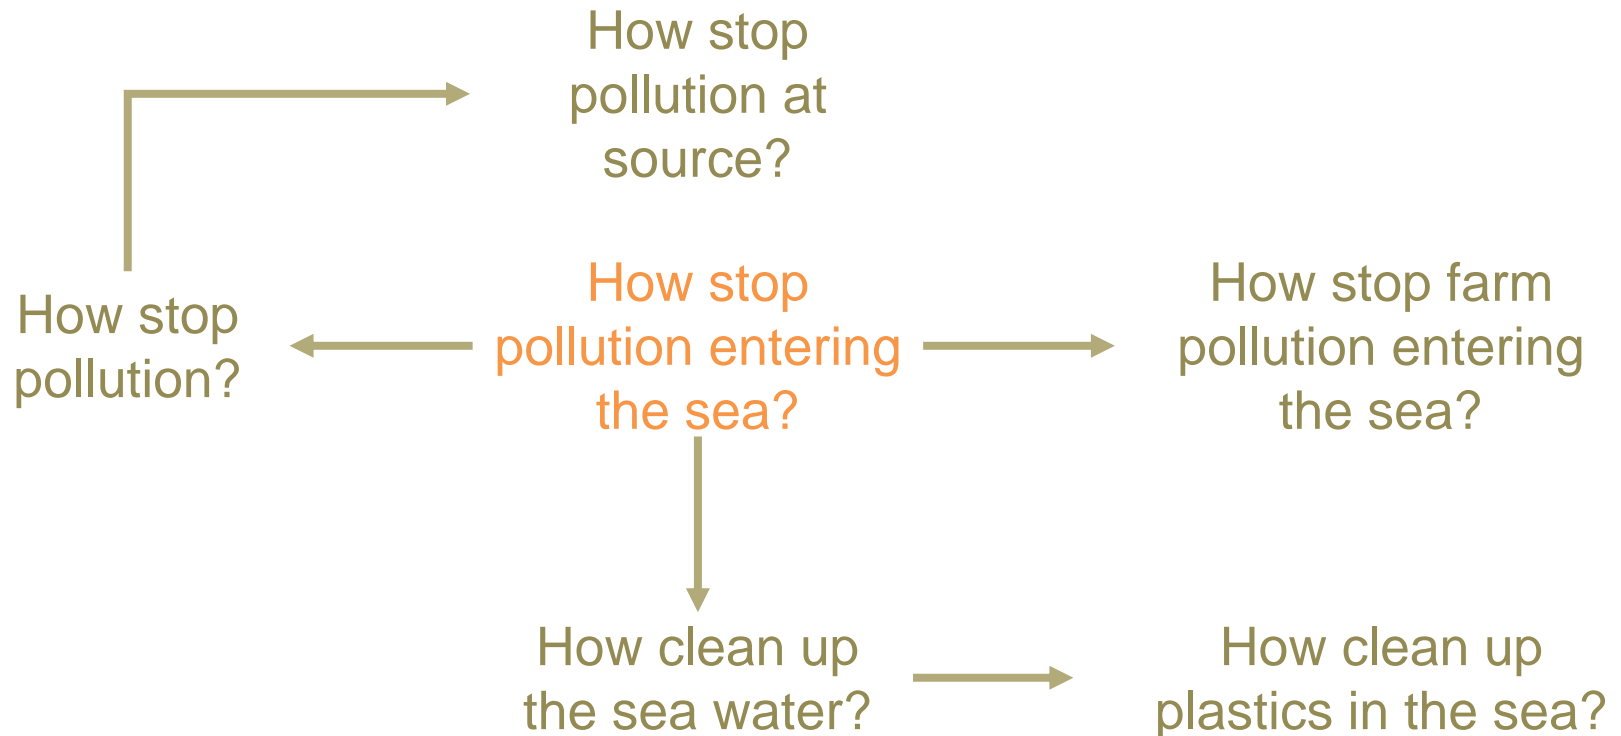 How stop
pollution at
source?
How stop
pollution?
How stop
pollution entering
the sea?
How stop farm
pollution entering
the sea?
How clean up
the sea water?
How clean up
plastics in the sea?